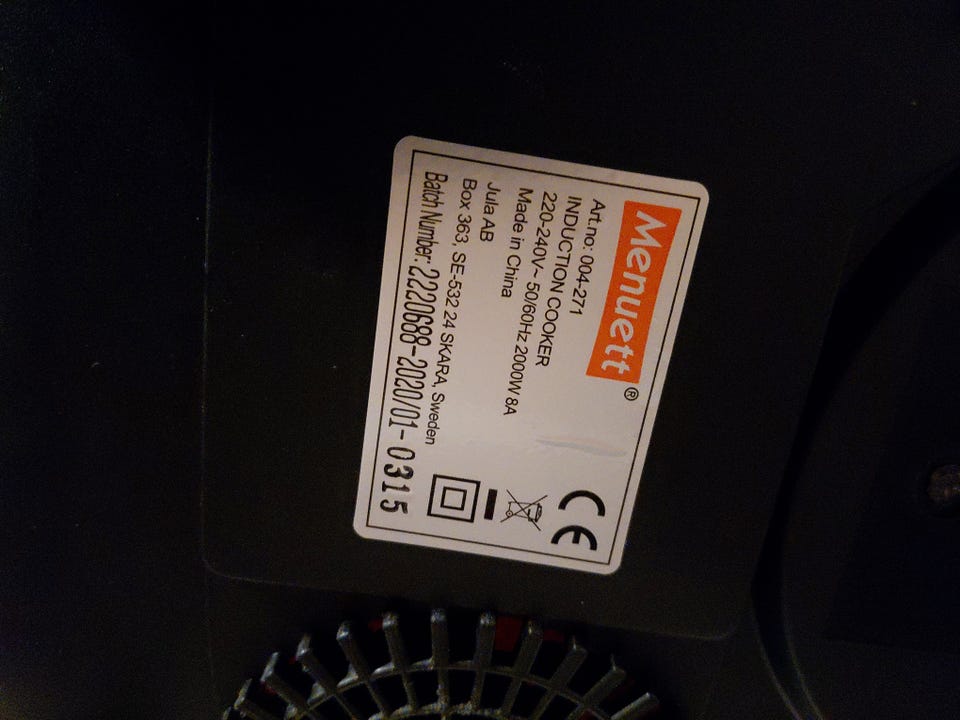 Menuett®
Art.no: 004-271
INDUCTION COOKER
220-240V~ 50/60Hz 2000W 8A
Made in China
Jula AB
Box 363, SE-532 24 SKARA, Sweden
Batch Number: 2220688-2020/01-0315
CE